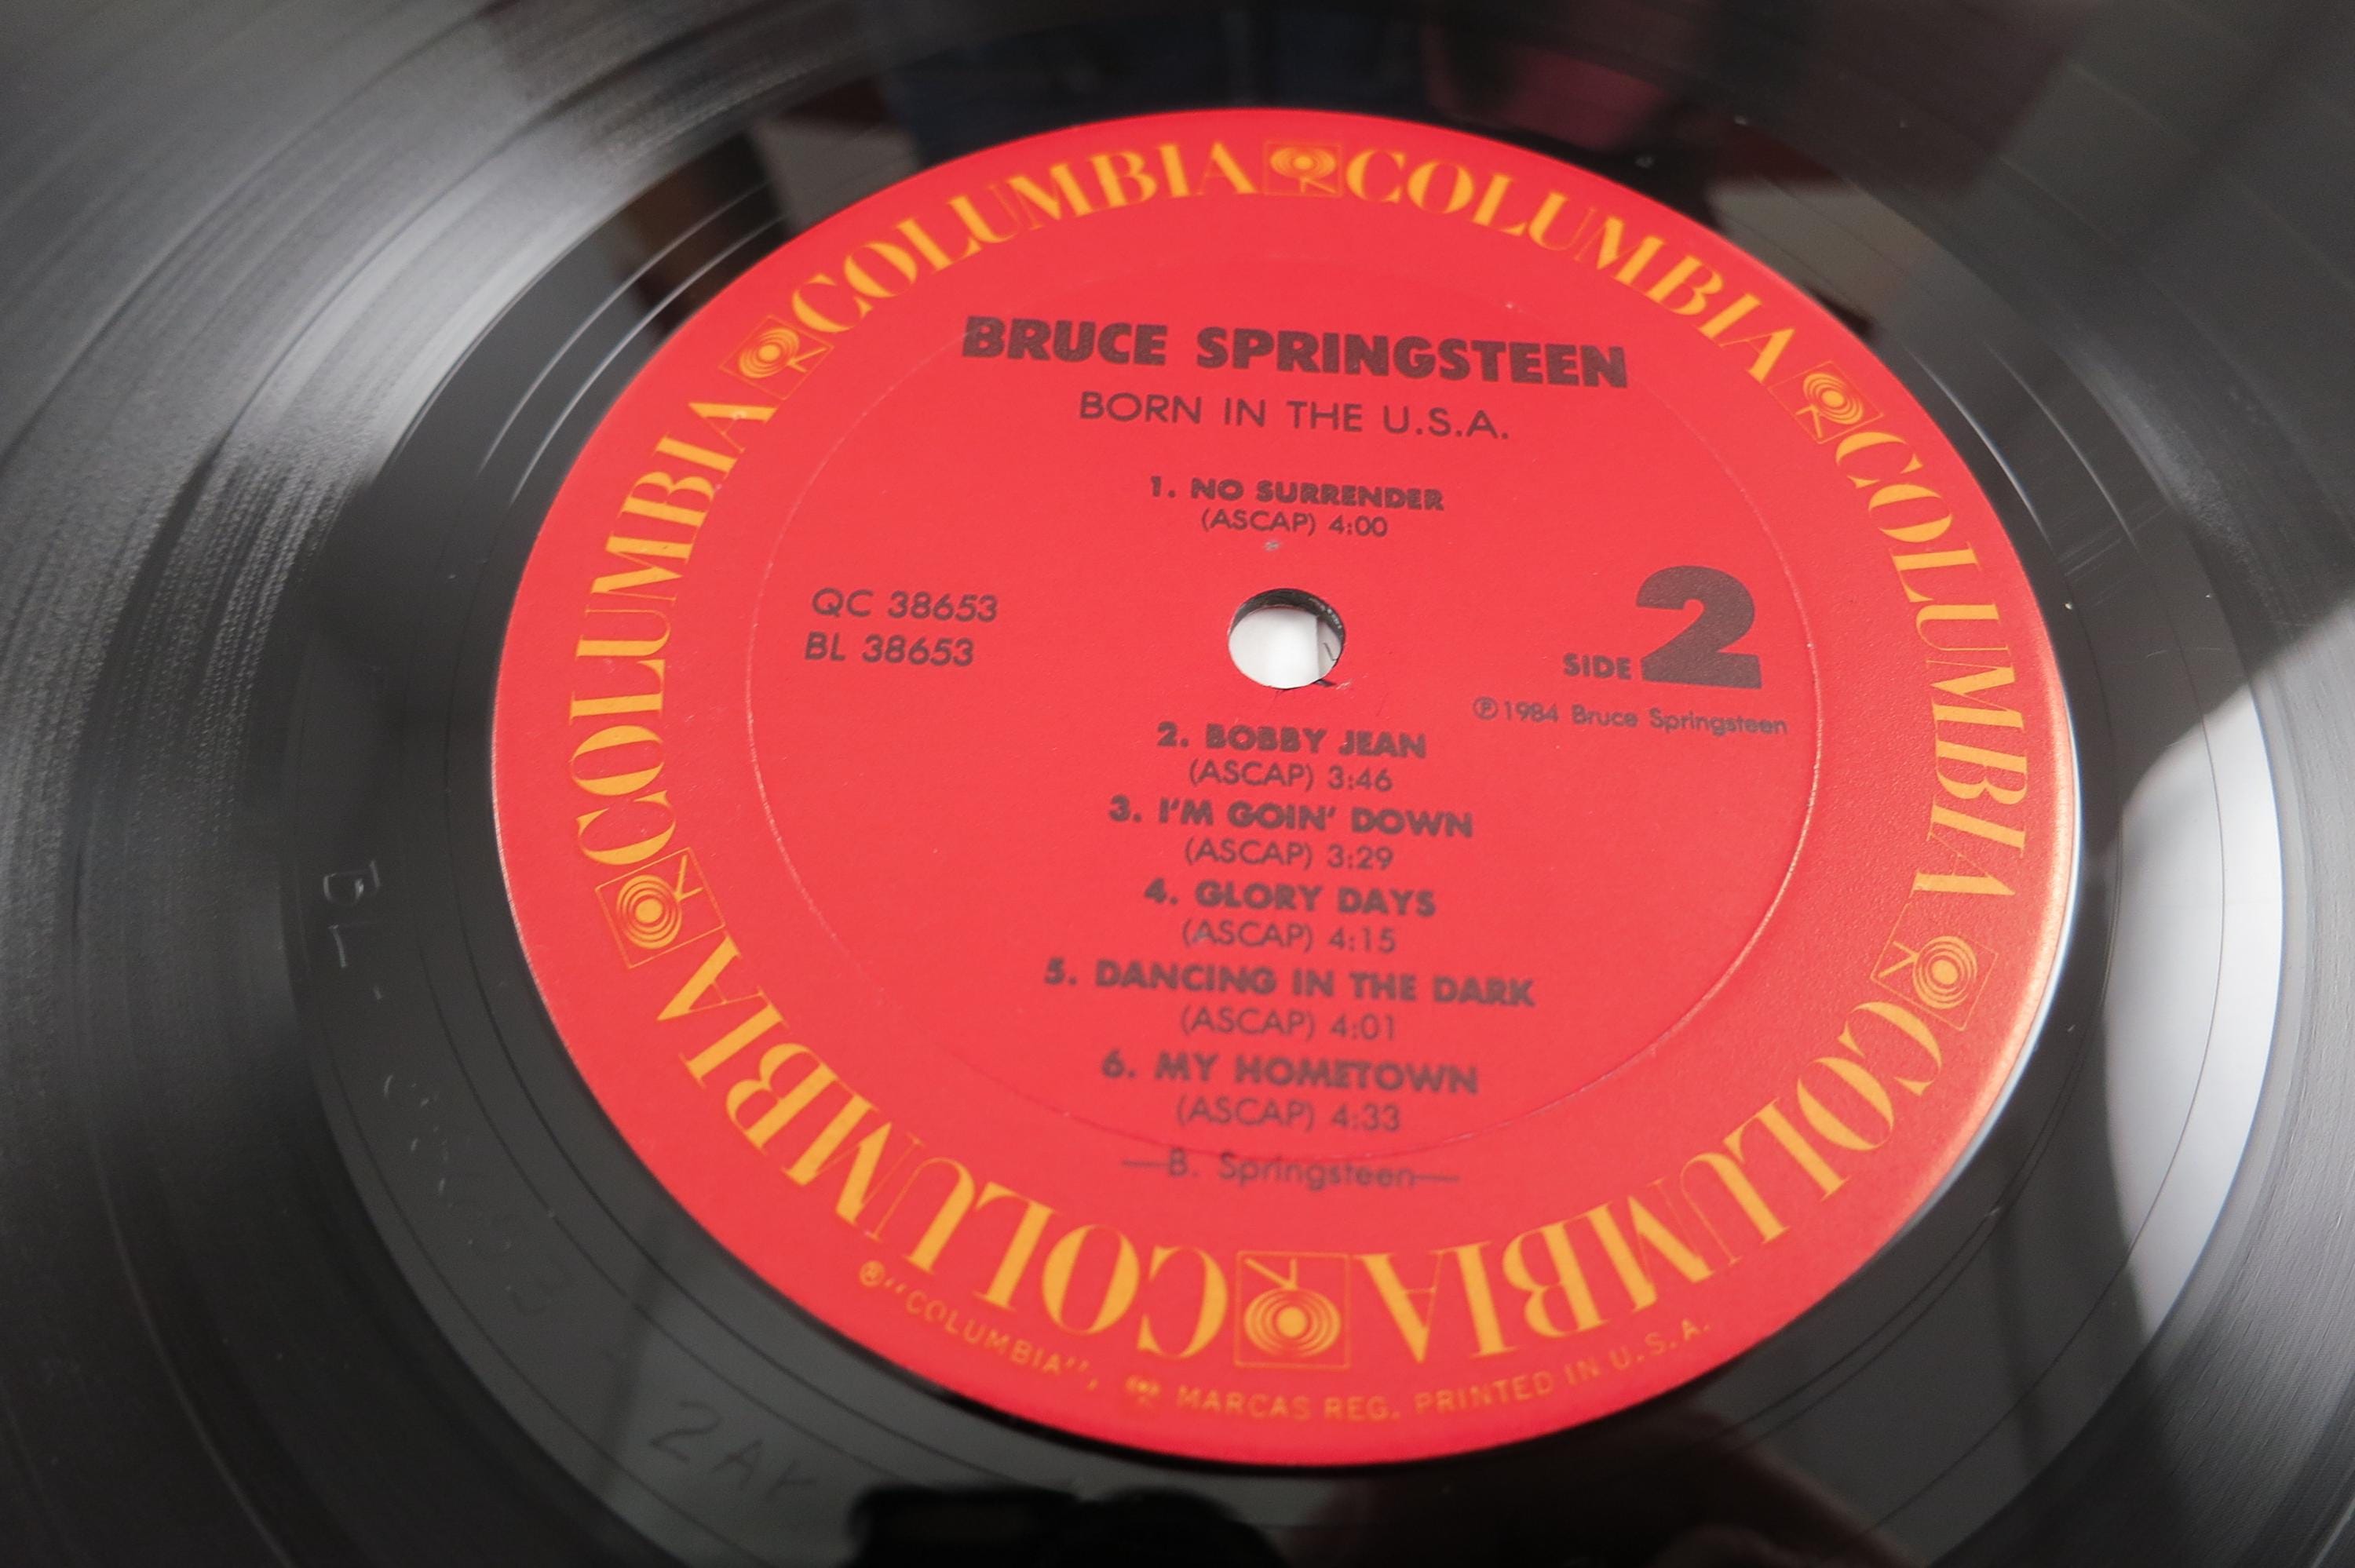 COLUMBIA COLUMBIA COLUMBIA COLUMBIA COLUMBIA COLUMBIA
BRUCE SPRINGSTEEN
BORN IN THE U.S.A.
1. NO SURRENDER
(ASCAP) 4:00
QC 38653
BL 38653
SIDE 2
Ⓟ1984 Bruce Springsteen
2. BOBBY JEAN
(ASCAP) 3:46
3. I'M GOIN' DOWN
(ASCAP) 3:29
4. GLORY DAYS
(ASCAP) 4:15
5. DANCING IN THE DARK
(ASCAP) 4:01
6. MY HOMETOWN
(ASCAP) 4:33
—B. Springsteen—
®"COLUMBIA", MARCAS REG. PRINTED IN U.S.A.
BL-